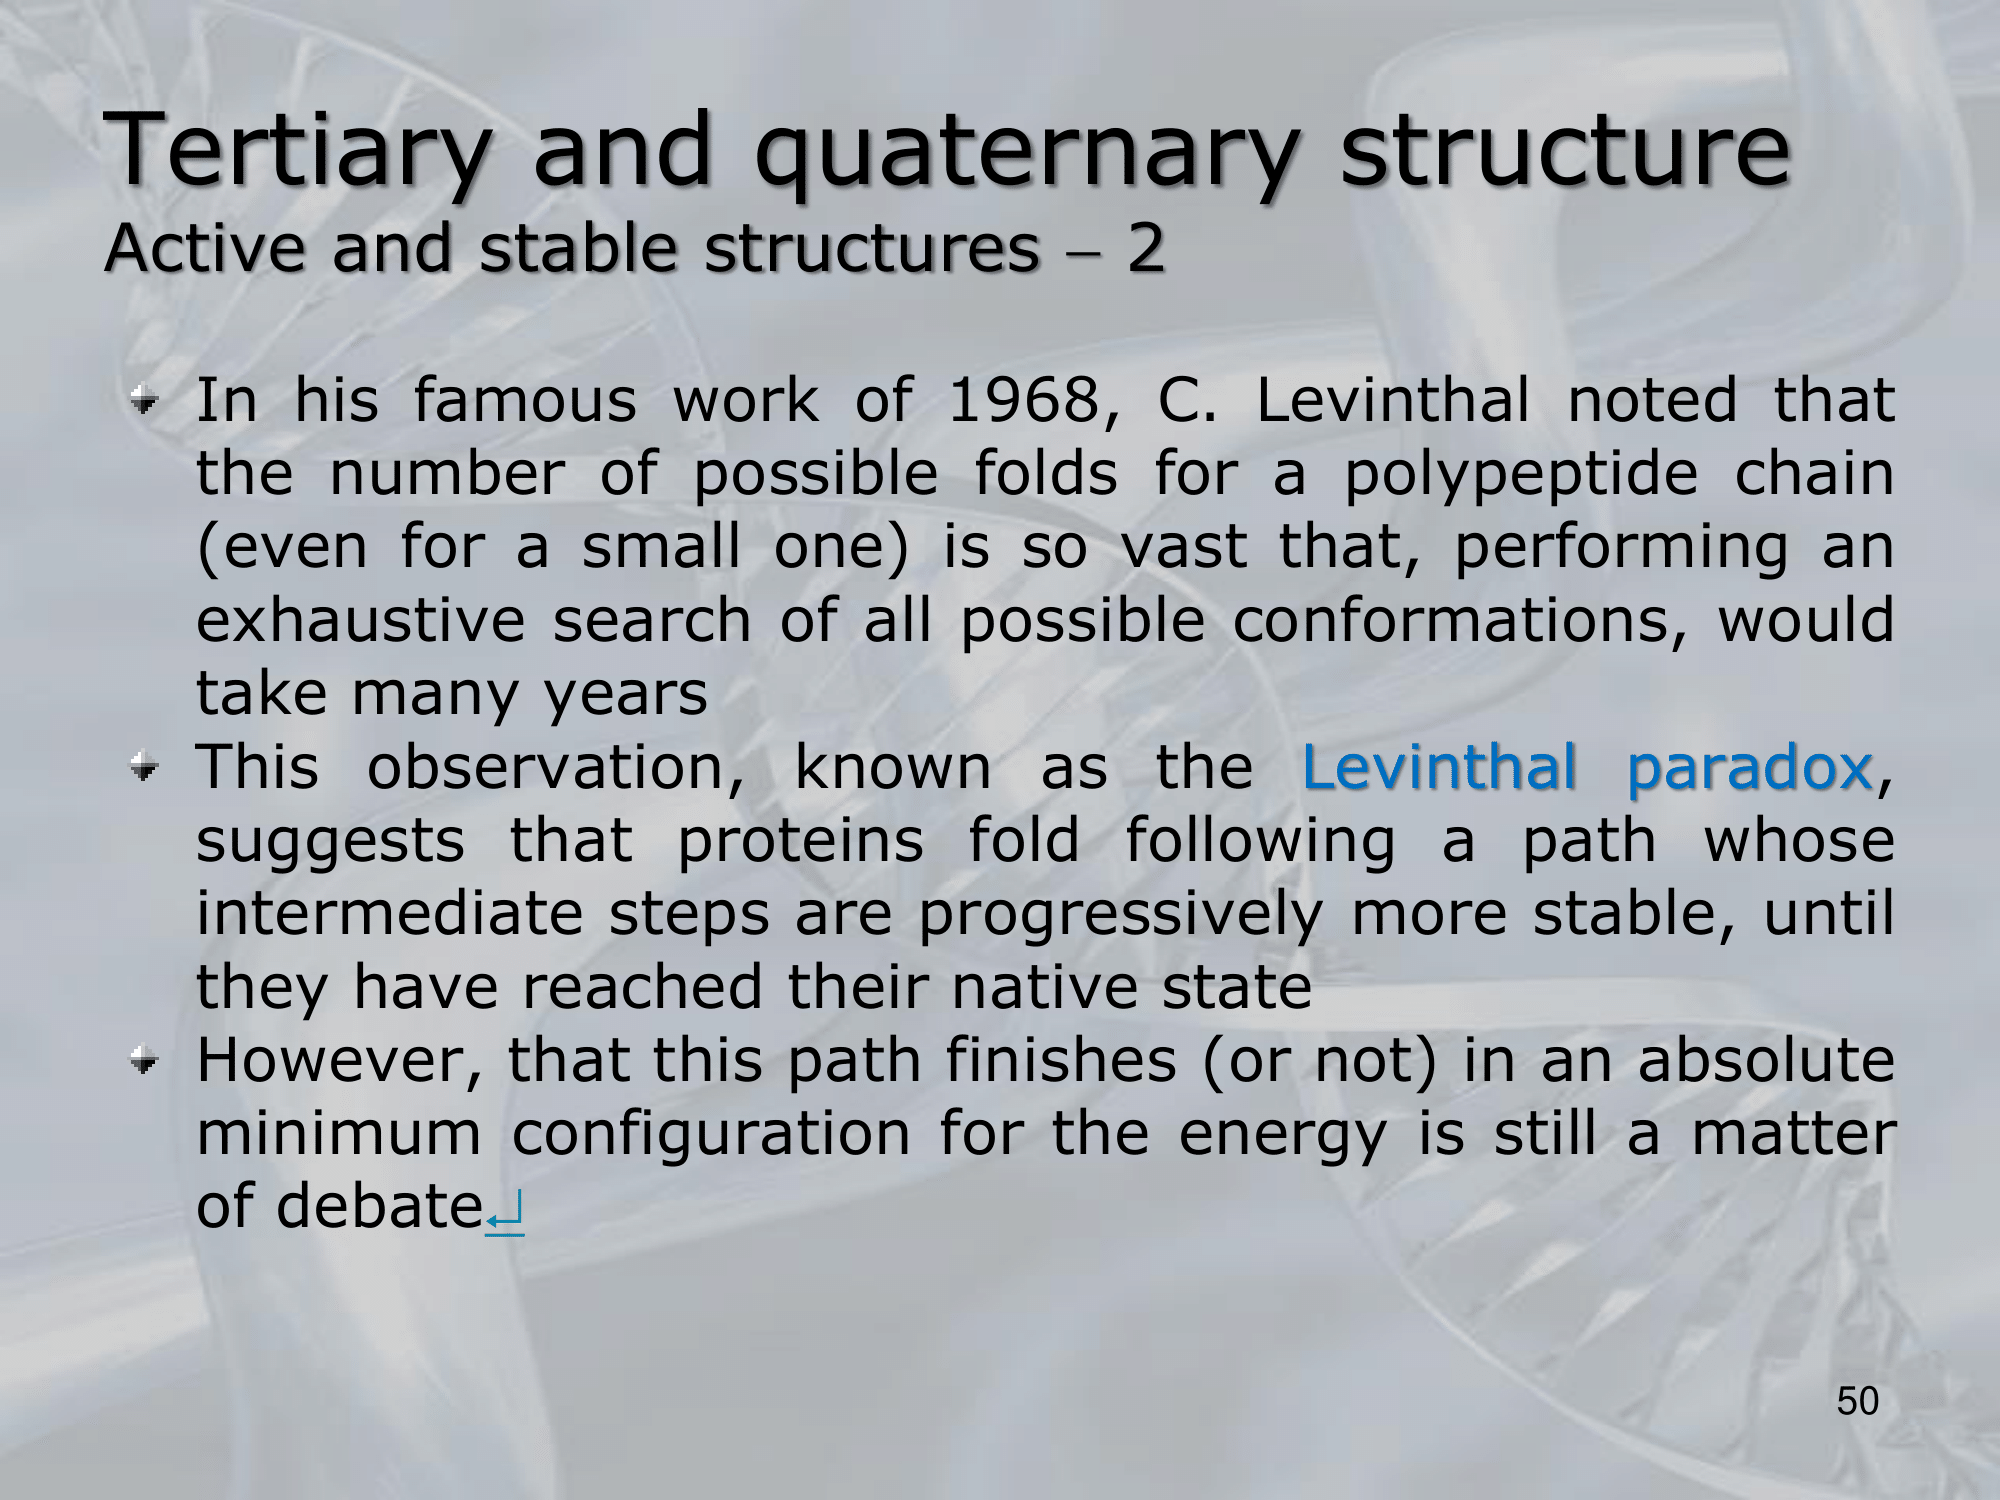 Tertiary and quaternary structure
Active and stable structures – 2
In his famous work of 1968, C. Levinthal noted that
the number of possible folds for a polypeptide chain
(even for a small one) is so vast that, performing an
exhaustive search of all possible conformations, would
take many years
This observation, known as the Levinthal paradox,
suggests that proteins fold following a path whose
intermediate steps are progressively more stable, until
they have reached their native state
However, that this path finishes (or not) in an absolute
minimum configuration for the energy is still a matter
of debate↵
50